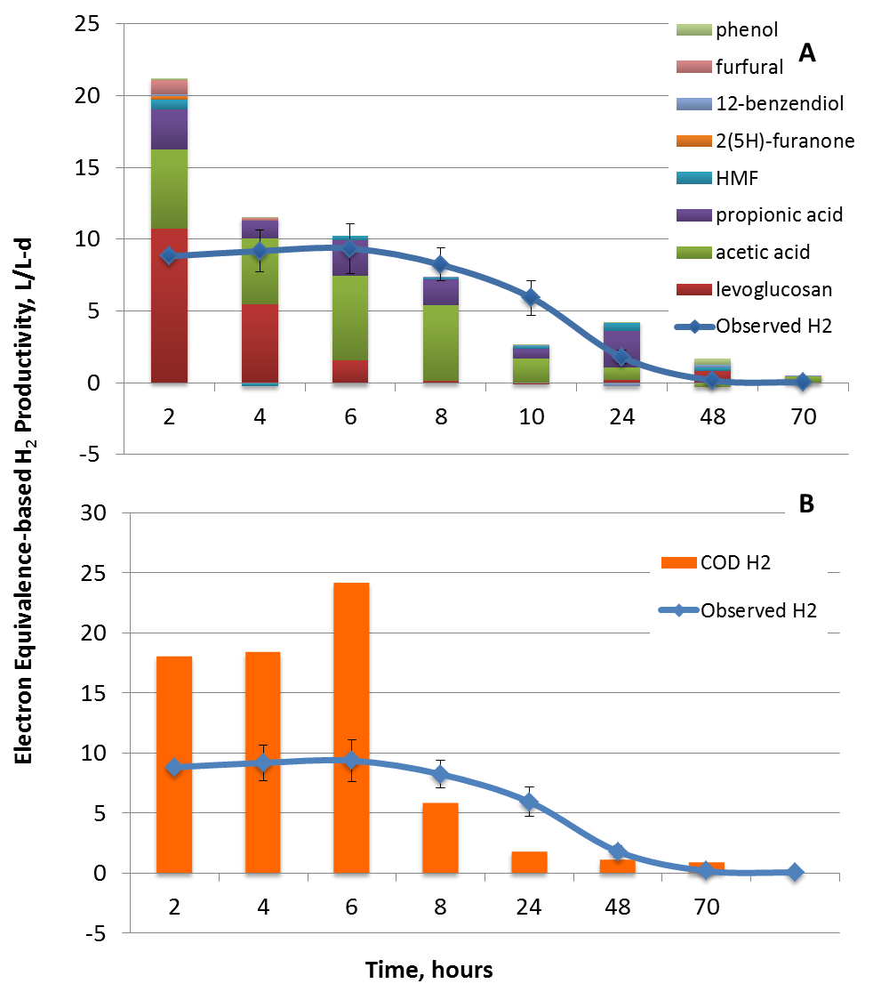 Electron Equivalence-based H₂ Productivity, L/L-d
25
20
15
10
5
0
-5
2 4 6 8 10 24 48 70
A
phenol
furfural
12-benzendiol
2(5H)-furanone
HMF
propionic acid
acetic acid
levoglucosan
Observed H2
30
25
20
15
10
5
0
-5
2 4 6 8 24 48 70
B
COD H2
Observed H2
Time, hours